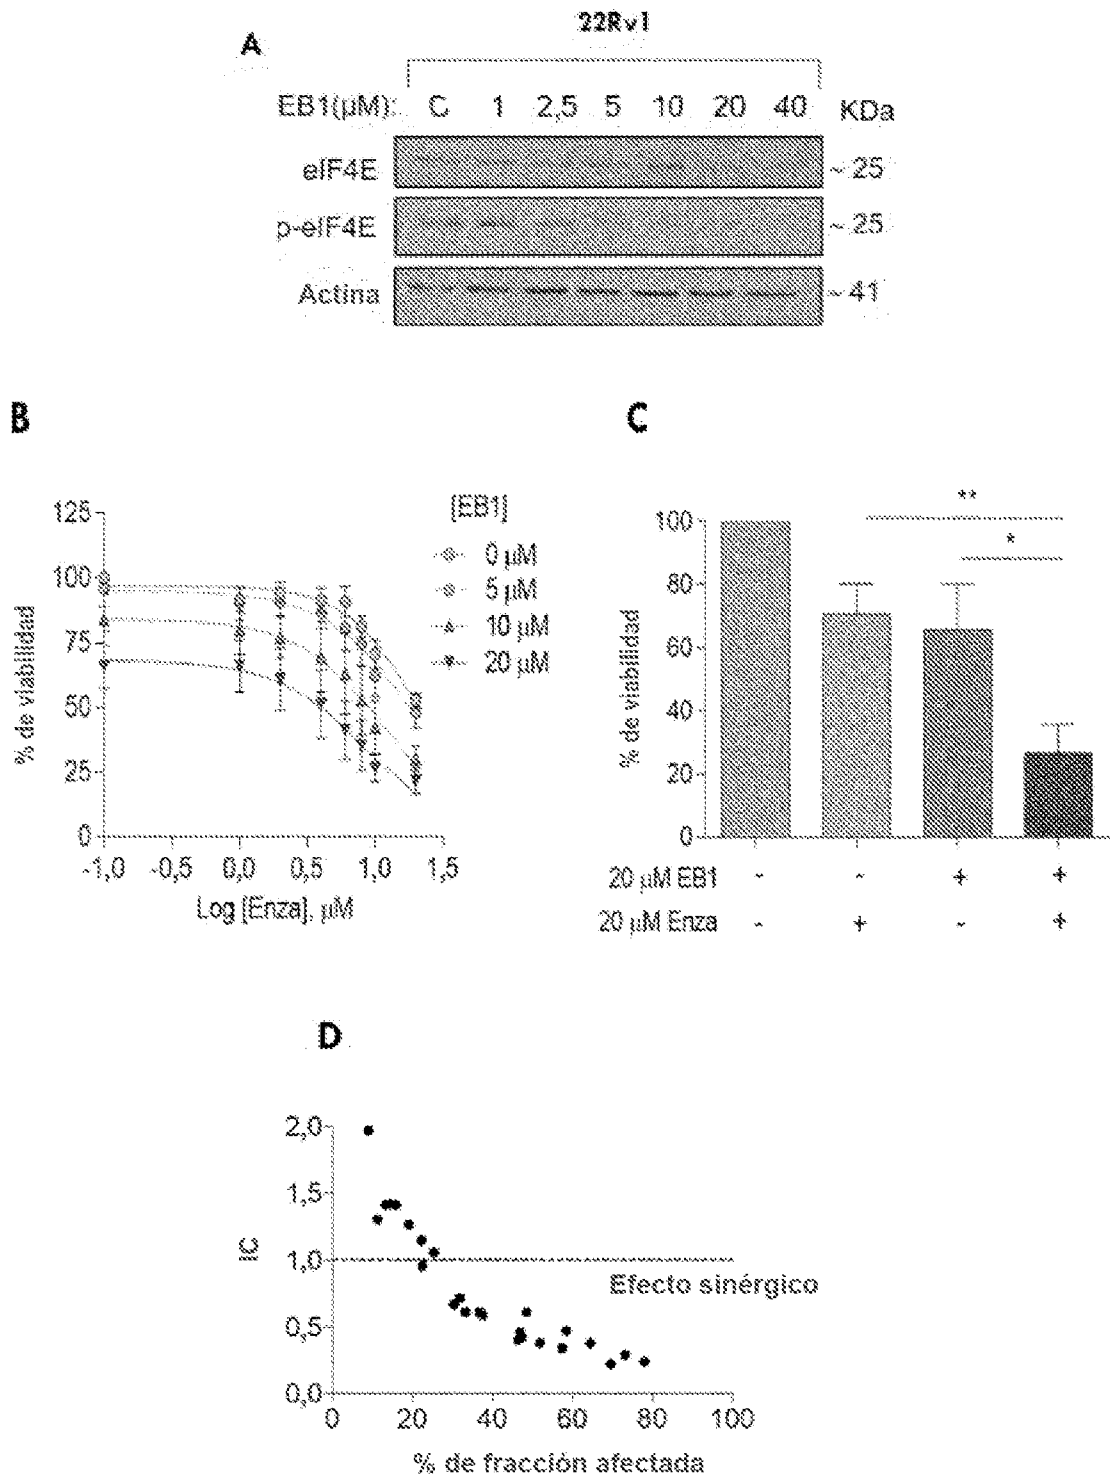 A
22Rv1
EB1(µM): C 1 2,5 5 10 20 40 KDa
eIF4E ~ 25
p-eIF4E ~ 25
Actina ~ 41
B
125
100
75
50
25
0
% de viabilidad
-1,0 -0,5 0,0 0,5 1,0 1,5
Log [Enza], µM
[EB1]
0 µM
5 µM
10 µM
20 µM
C
**
*
100
80
60
40
20
0
% de viabilidad
20 µM EB1 - - + +
20 µM Enza - + - +
D
2,0
1,5
1,0
0,5
0,0
IC
Efecto sinérgico
0 20 40 60 80 100
% de fracción afectada